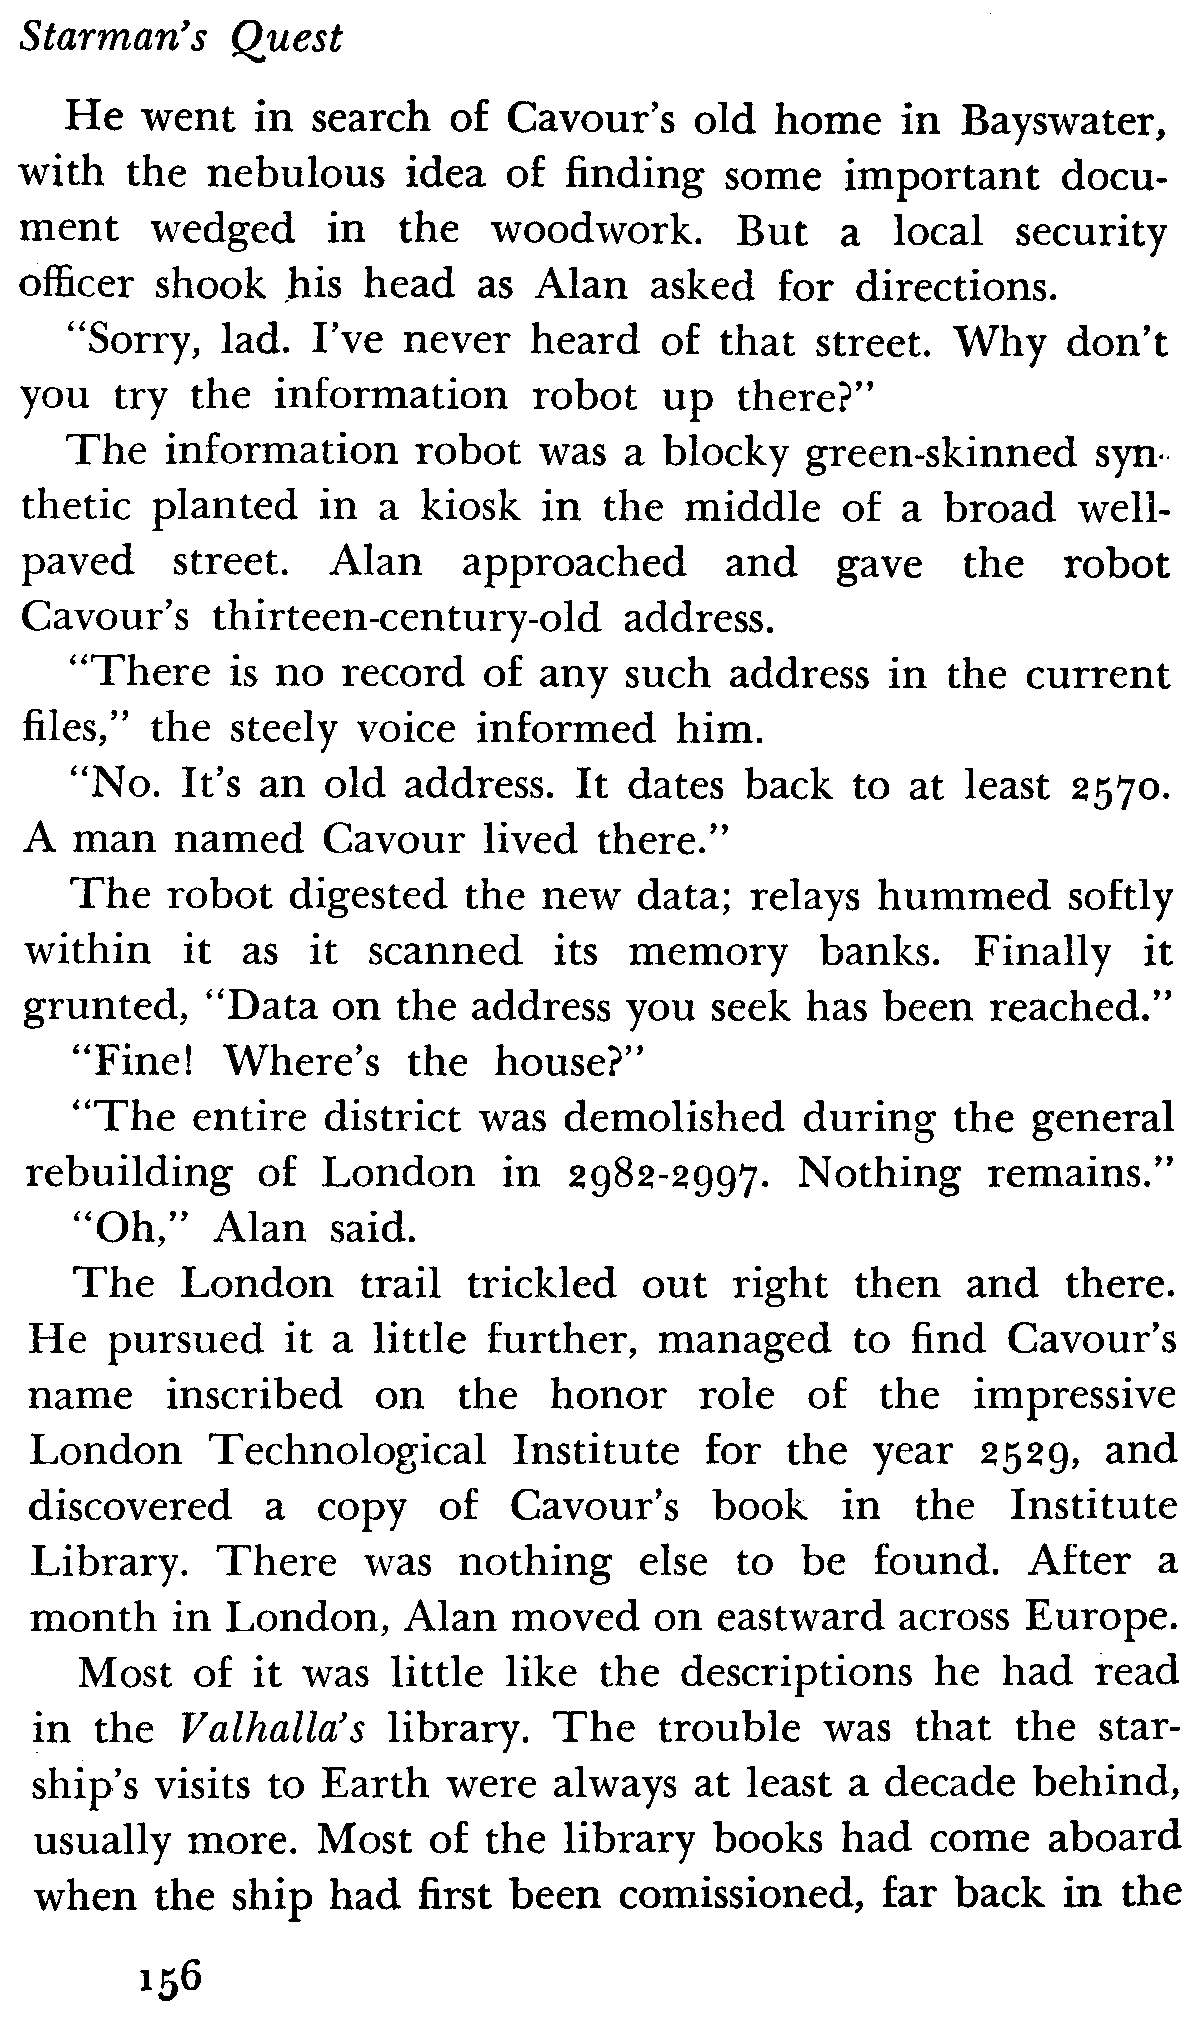 Starman's Quest
He went in search of Cavour's old home in Bayswater,
with the nebulous idea of finding some important docu-
ment wedged in the woodwork. But a local security
officer shook his head as Alan asked for directions.
"Sorry, lad. I've never heard of that street. Why don't
you try the information robot up there?"
The information robot was a blocky green-skinned syn-
thetic planted in a kiosk in the middle of a broad well-
paved street. Alan approached and gave the robot
Cavour's thirteen-century-old address.
"There is no record of any such address in the current
files," the steely voice informed him.
"No. It's an old address. It dates back to at least 2570.
A man named Cavour lived there."
The robot digested the new data; relays hummed softly
within it as it scanned its memory banks. Finally it
grunted, "Data on the address you seek has been reached."
"Fine! Where's the house?"
"The entire district was demolished during the general
rebuilding of London in 2982-2997. Nothing remains."
"Oh," Alan said.
The London trail trickled out right then and there.
He pursued it a little further, managed to find Cavour's
name inscribed on the honor role of the impressive
London Technological Institute for the year 2529, and
discovered a copy of Cavour's book in the Institute
Library. There was nothing else to be found. After a
month in London, Alan moved on eastward across Europe.
Most of it was little like the descriptions he had read
in the Valhalla's library. The trouble was that the star-
ship's visits to Earth were always at least a decade behind,
usually more. Most of the library books had come aboard
when the ship had first been comissioned, far back in the
156